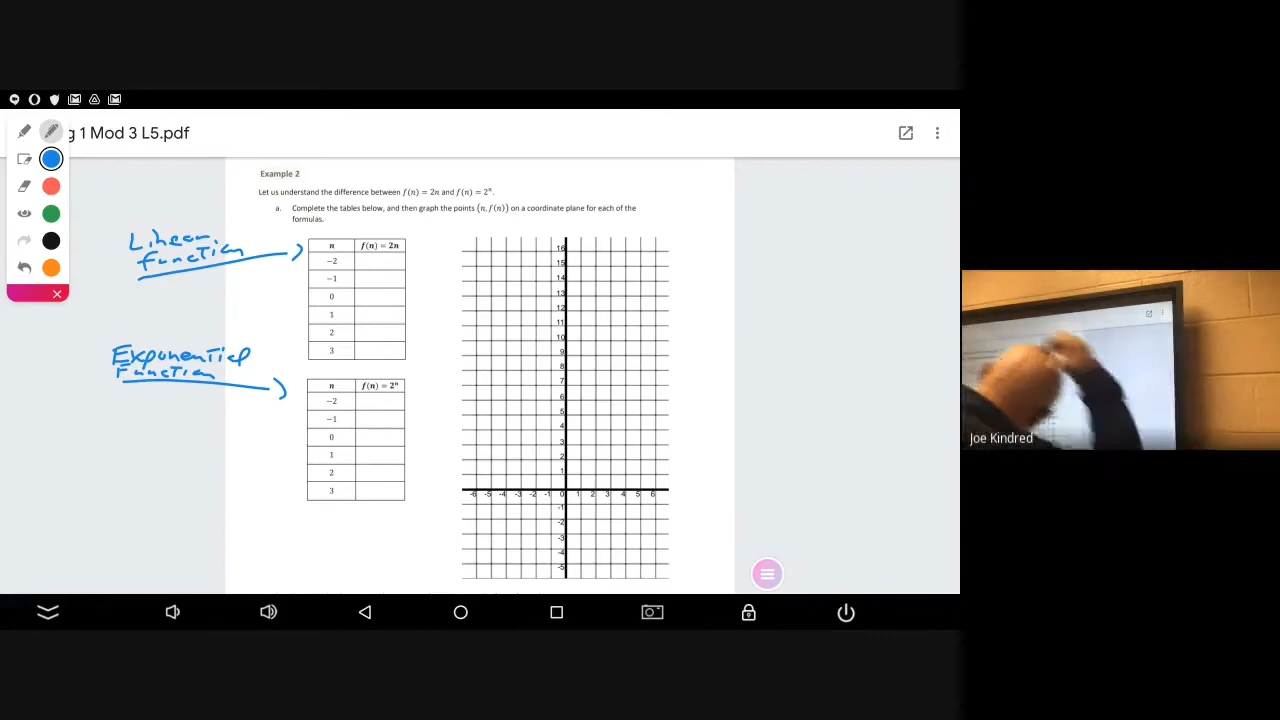 g 1 Mod 3 L5.pdf
Example 2
Let us understand the difference between f(n) = 2n and f(n) = 2ⁿ.
a. Complete the tables below, and then graph the points (n, f(n)) on a coordinate plane for each of the
formulas.
Linear
function
n f(n) = 2n
−2
−1
0
1
2
3
Exponential
Function
n f(n) = 2ⁿ
−2
−1
0
1
2
3
16
15
14
13
12
11
10
9
8
7
6
5
4
3
2
1
-6 -5 -4 -3 -2 -1 0 1 2 3 4 5 6
-1
-2
-3
-4
-5
Joe Kindred